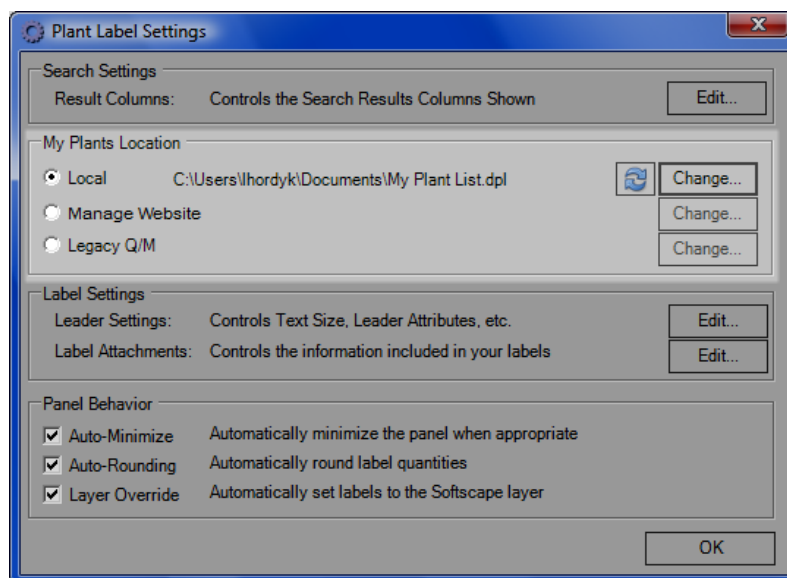 Plant Label Settings
Search Settings
Result Columns: Controls the Search Results Columns Shown Edit...
My Plants Location
Local C:\Users\lhordyk\Documents\My Plant List.dpl Change...
Manage Website Change...
Legacy Q/M Change...
Label Settings
Leader Settings: Controls Text Size, Leader Attributes, etc. Edit...
Label Attachments: Controls the information included in your labels Edit...
Panel Behavior
Auto-Minimize Automatically minimize the panel when appropriate
Auto-Rounding Automatically round label quantities
Layer Override Automatically set labels to the Softscape layer
OK